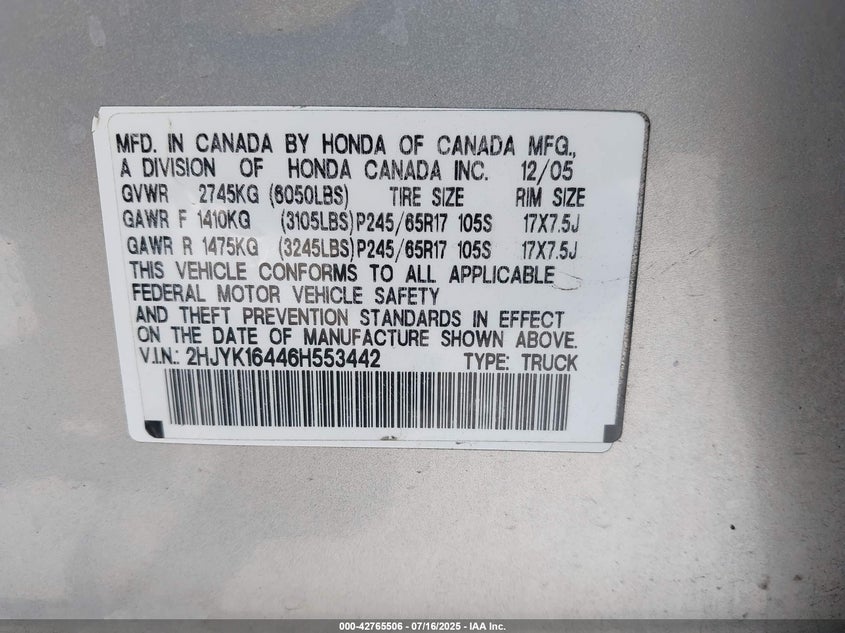 MFD. IN CANADA BY HONDA OF CANADA MFG.,
A DIVISION OF HONDA CANADA INC. 12/05
GVWR 2745KG (6050LBS) TIRE SIZE RIM SIZE
GAWR F 1410KG (3105LBS) P245/65R17 105S 17X7.5J
GAWR R 1475KG (3245LBS) P245/65R17 105S 17X7.5J
THIS VEHICLE CONFORMS TO ALL APPLICABLE
FEDERAL MOTOR VEHICLE SAFETY
AND THEFT PREVENTION STANDARDS IN EFFECT
ON THE DATE OF MANUFACTURE SHOWN ABOVE.
V.I.N.: 2HJYK16446H553442 TYPE: TRUCK
000-42765506 - 07/16/2025 - IAA Inc.